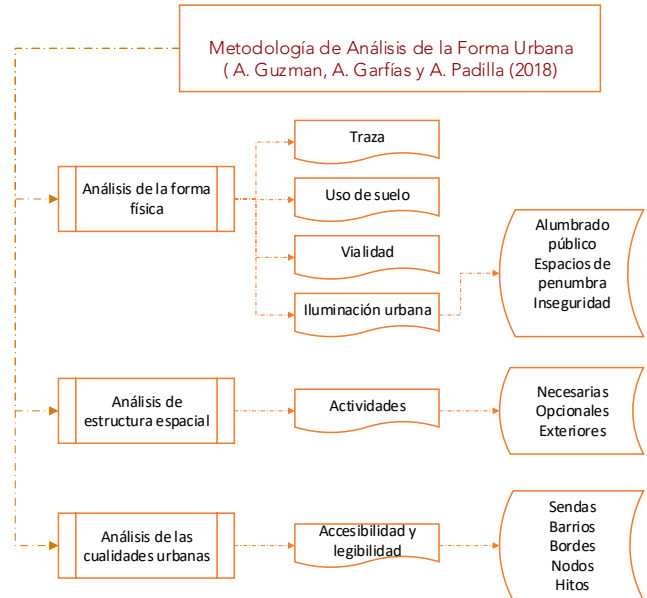 Metodología de Análisis de la Forma Urbana
( A. Guzman, A. Garfías y A. Padilla (2018)
Análisis de la forma
física
Traza
Uso de suelo
Vialidad
Iluminación urbana
Alumbrado
público
Espacios de
penumbra
Inseguridad
Análisis de
estructura espacial
Actividades
Necesarias
Opcionales
Exteriores
Análisis de las
cualidades urbanas
Accesibilidad y
legibilidad
Sendas
Barrios
Bordes
Nodos
Hitos